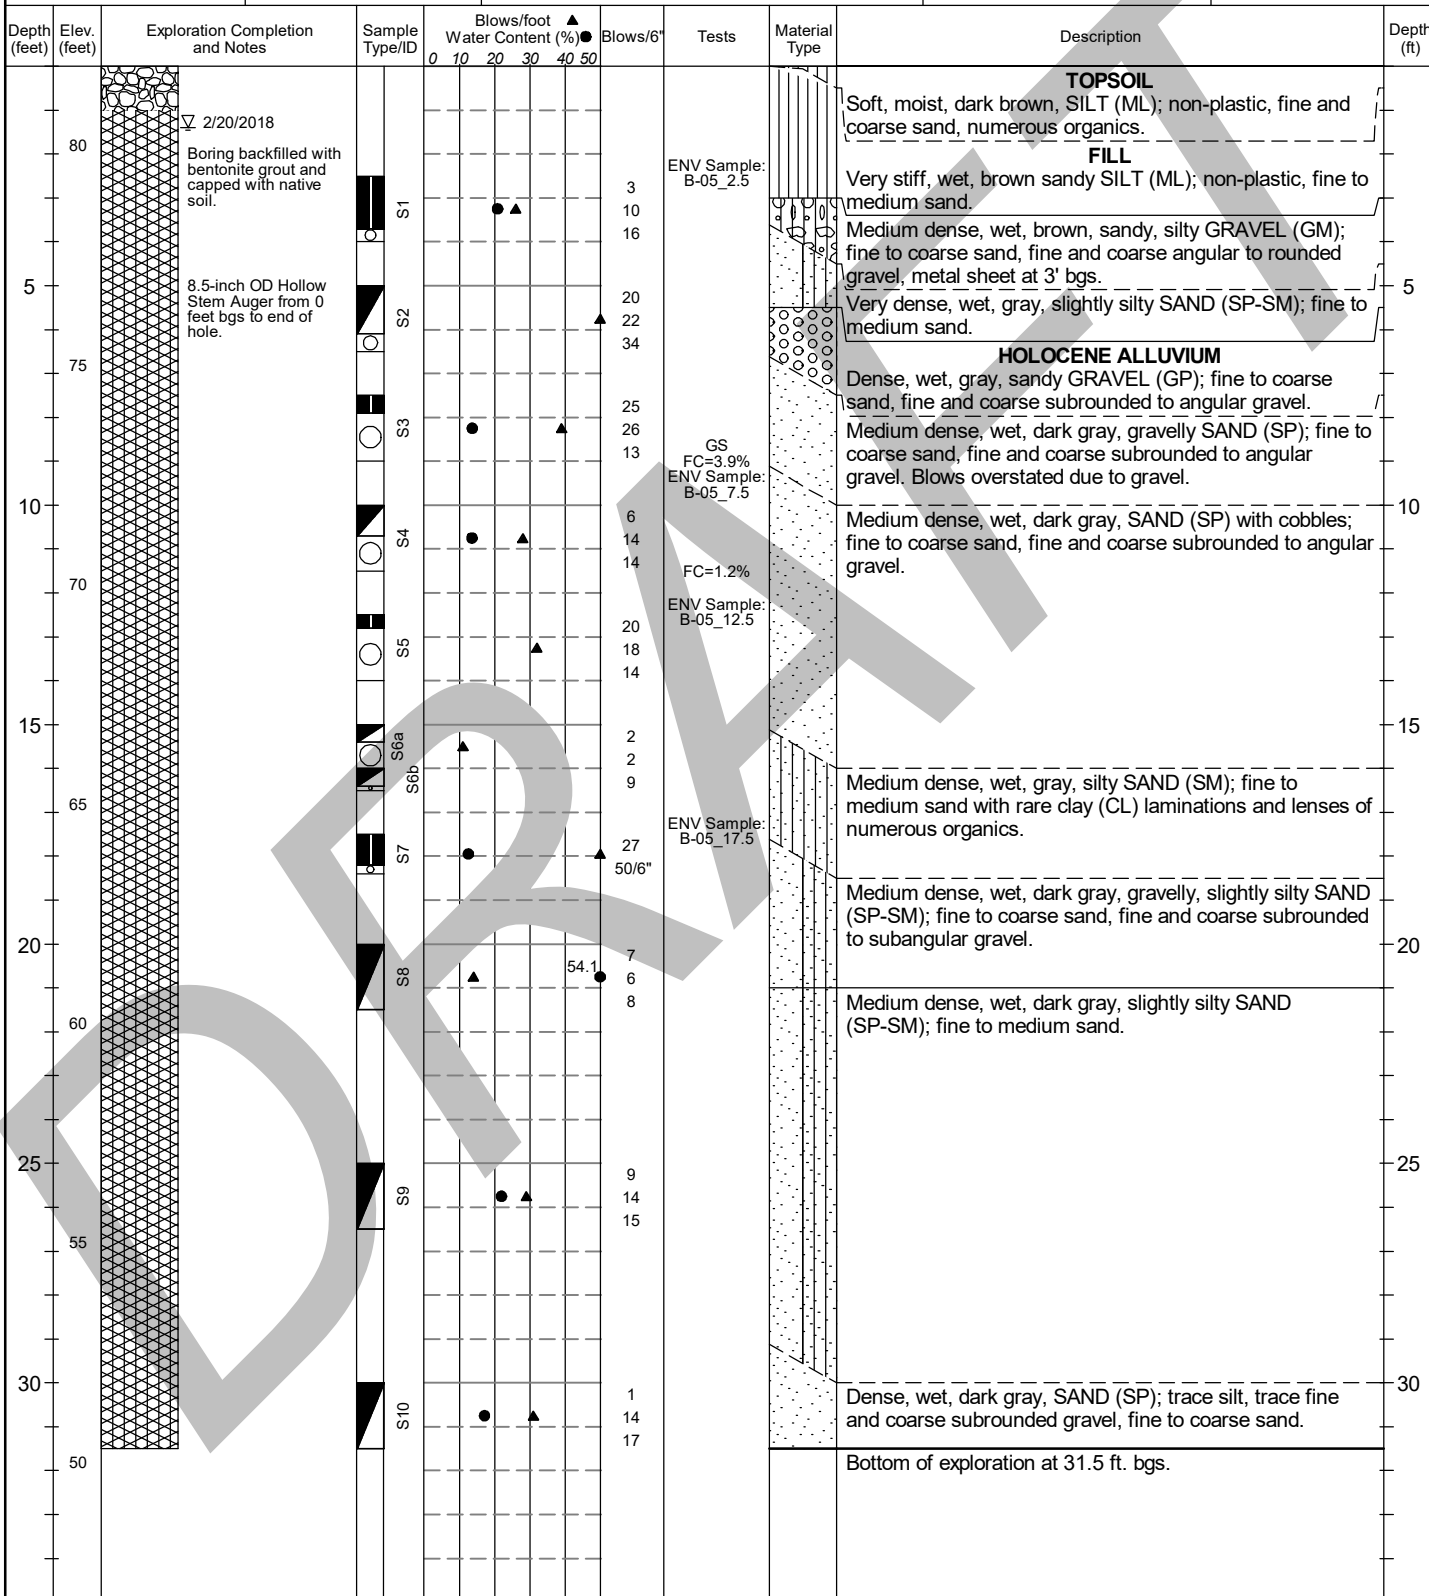 Depth (feet)
Elev. (feet)
Exploration Completion and Notes
Sample Type/ID
Blows/foot ▲
Water Content (%) ●
0 10 20 30 40 50
Blows/6"
Tests
Material Type
Description
Depth (ft)
2/20/2018
Boring backfilled with
bentonite grout and
capped with native
soil.
8.5-inch OD Hollow
Stem Auger from 0
feet bgs to end of
hole.
5
10
15
20
25
30
80
75
70
65
60
55
50
S1
S2
S3
S4
S5
S6a
S6b
S7
S8
S9
S10
54.1
3
10
16
20
22
34
25
26
13
6
14
14
20
18
14
2
2
9
27
50/6"
7
6
8
9
14
15
1
14
17
ENV Sample:
B-05_2.5
GS
FC=3.9%
ENV Sample:
B-05_7.5
FC=1.2%
ENV Sample:
B-05_12.5
ENV Sample:
B-05_17.5
TOPSOIL
Soft, moist, dark brown, SILT (ML); non-plastic, fine and
coarse sand, numerous organics.
FILL
Very stiff, wet, brown sandy SILT (ML); non-plastic, fine to
medium sand.
Medium dense, wet, brown, sandy, silty GRAVEL (GM);
fine to coarse sand, fine and coarse angular to rounded
gravel, metal sheet at 3' bgs.
Very dense, wet, gray, slightly silty SAND (SP-SM); fine to
medium sand.
HOLOCENE ALLUVIUM
Dense, wet, gray, sandy GRAVEL (GP); fine to coarse
sand, fine and coarse subrounded to angular gravel.
Medium dense, wet, dark gray, gravelly SAND (SP); fine to
coarse sand, fine and coarse subrounded to angular
gravel. Blows overstated due to gravel.
Medium dense, wet, dark gray, SAND (SP) with cobbles;
fine to coarse sand, fine and coarse subrounded to angular
gravel.
Medium dense, wet, gray, silty SAND (SM); fine to
medium sand with rare clay (CL) laminations and lenses of
numerous organics.
Medium dense, wet, dark gray, gravelly, slightly silty SAND
(SP-SM); fine to coarse sand, fine and coarse subrounded
to subangular gravel.
Medium dense, wet, dark gray, slightly silty SAND
(SP-SM); fine to medium sand.
Dense, wet, dark gray, SAND (SP); trace silt, trace fine
and coarse subrounded gravel, fine to coarse sand.
Bottom of exploration at 31.5 ft. bgs.
5
10
15
20
25
30
DRAFT